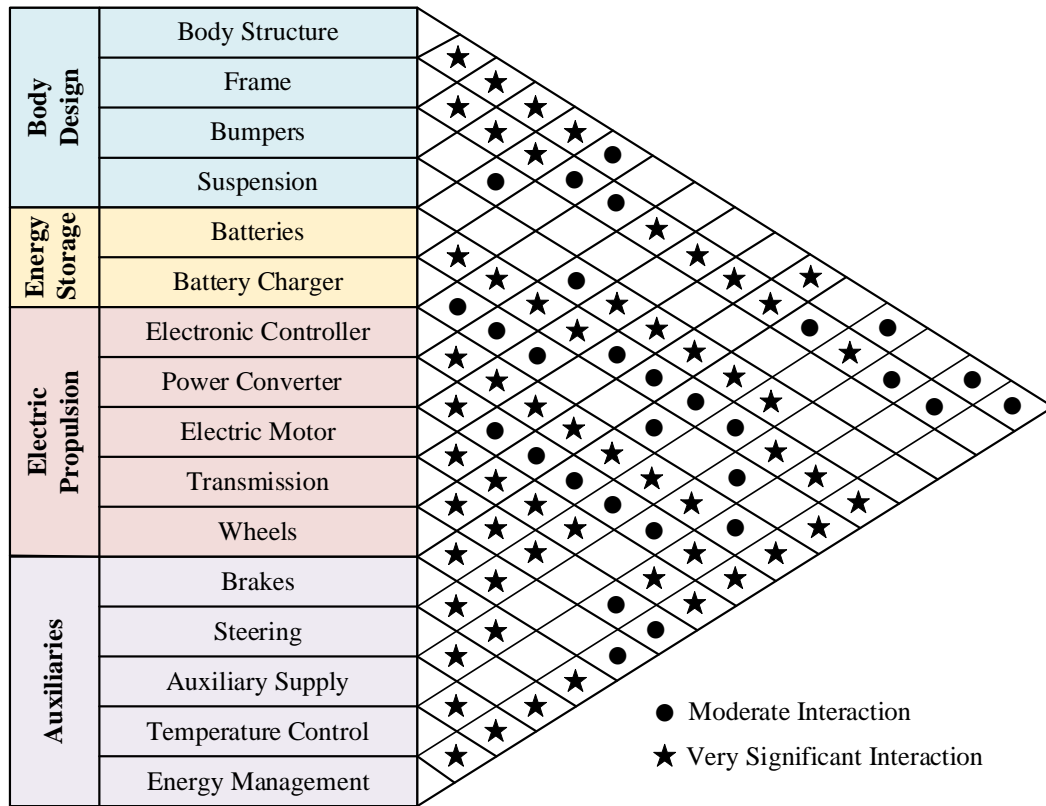 Body
Design
Body Structure
Frame
Bumpers
Suspension
Energy
Storage
Batteries
Battery Charger
Electric
Propulsion
Electronic Controller
Power Converter
Electric Motor
Transmission
Wheels
Auxiliaries
Brakes
Steering
Auxiliary Supply
Temperature Control
Energy Management
Moderate Interaction
Very Significant Interaction